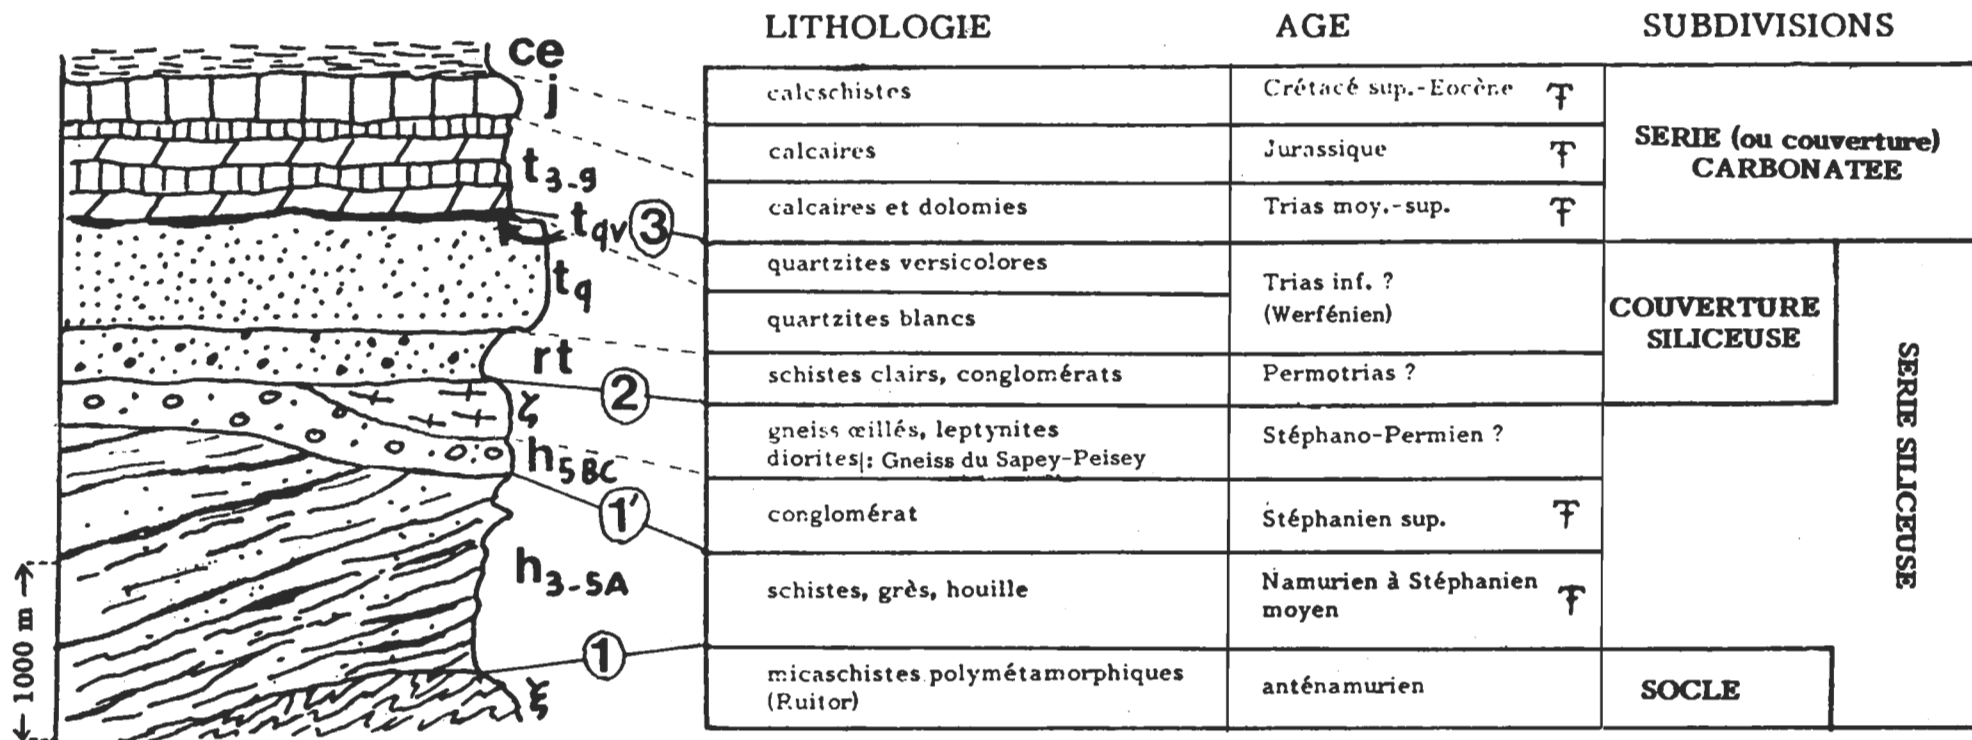 LITHOLOGIE AGE SUBDIVISIONS
ce
calcschistes Crétacé sup.-Eocène
j
calcaires Jurassique
SERIE (ou couverture)
CARBONATEE
t3-9
calcaires et dolomies Trias moy.-sup.
tqv 3
quartzites versicolores
Trias inf. ?
(Werfénien)
tq
quartzites blancs
COUVERTURE
SILICEUSE
rt
schistes clairs, conglomérats Permotrias ?
2
ζ
gneiss œillés, leptynites
diorites: Gneiss du Sapey-Peisey
Stéphano-Permien ?
h5BC
1'
conglomérat Stéphanien sup.
SERIE SILICEUSE
h3-5A
schistes, grès, houille
Namurien à Stéphanien
moyen
1000 m
1
ξ
micaschistes polymétamorphiques
(Ruitor)
anténamurien
SOCLE